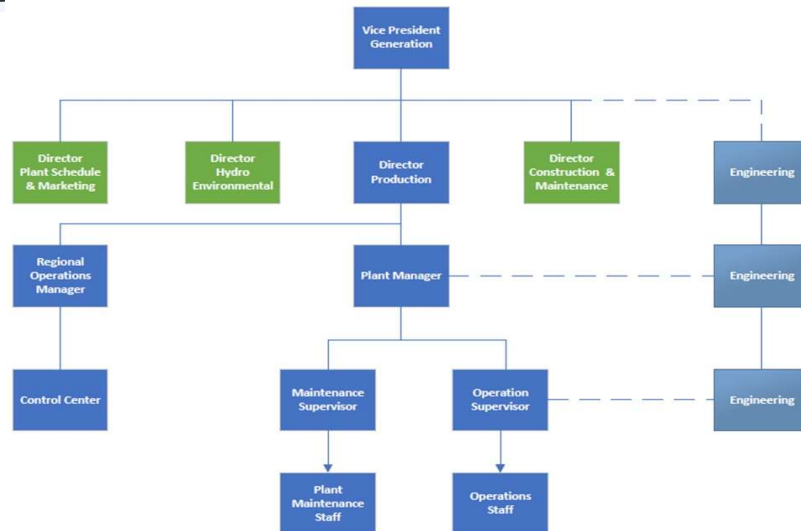 Vice President
Generation
Director
Plant Schedule
& Marketing
Director
Hydro
Environmental
Director
Production
Director
Construction &
Maintenance
Engineering
Regional
Operations
Manager
Plant Manager
Engineering
Control Center
Maintenance
Supervisor
Operation
Supervisor
Engineering
Plant
Maintenance
Staff
Operations
Staff